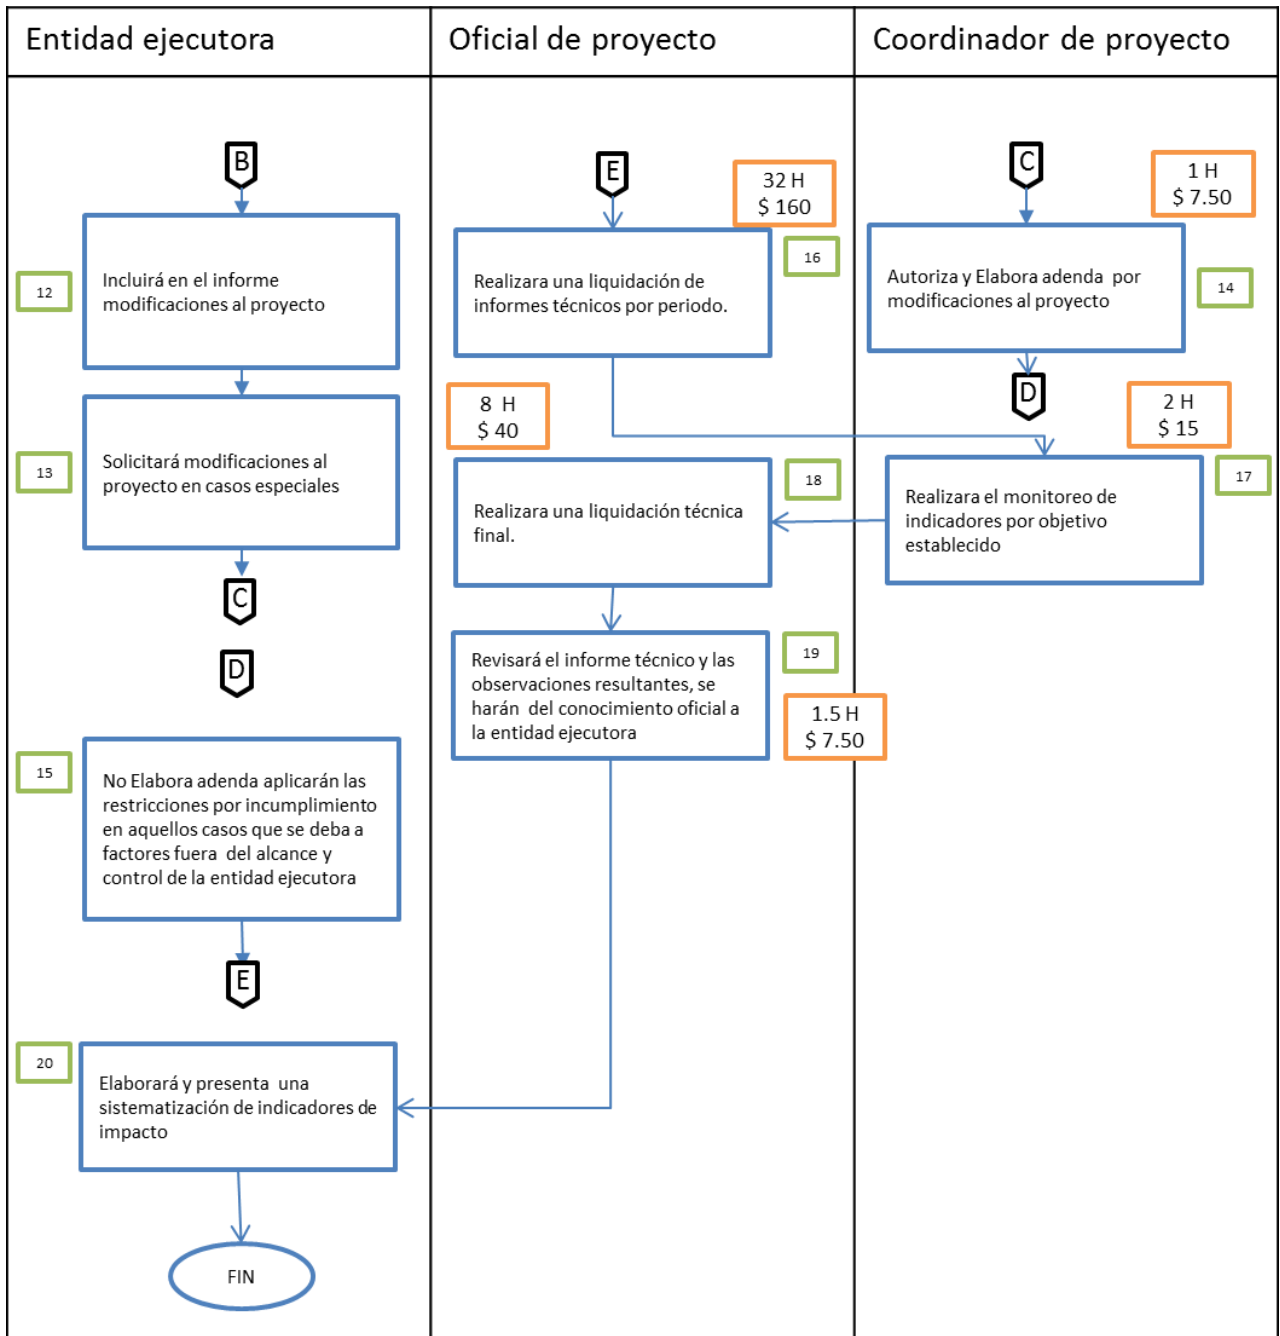 Entidad ejecutora
Oficial de proyecto
Coordinador de proyecto
B
12
Incluirá en el informe
modificaciones al proyecto
13
Solicitará modificaciones al
proyecto en casos especiales
C
D
15
No Elabora adenda aplicarán las
restricciones por incumplimiento
en aquellos casos que se deba a
factores fuera del alcance y
control de la entidad ejecutora
E
20
Elaborará y presenta una
sistematización de indicadores de
impacto
FIN
E
32 H
$ 160
16
Realizara una liquidación de
informes técnicos por periodo.
8 H
$ 40
18
Realizara una liquidación técnica
final.
19
Revisará el informe técnico y las
observaciones resultantes, se
harán del conocimiento oficial a
la entidad ejecutora
1.5 H
$ 7.50
C
1 H
$ 7.50
Autoriza y Elabora adenda por
modificaciones al proyecto
14
D
2 H
$ 15
17
Realizara el monitoreo de
indicadores por objetivo
establecido